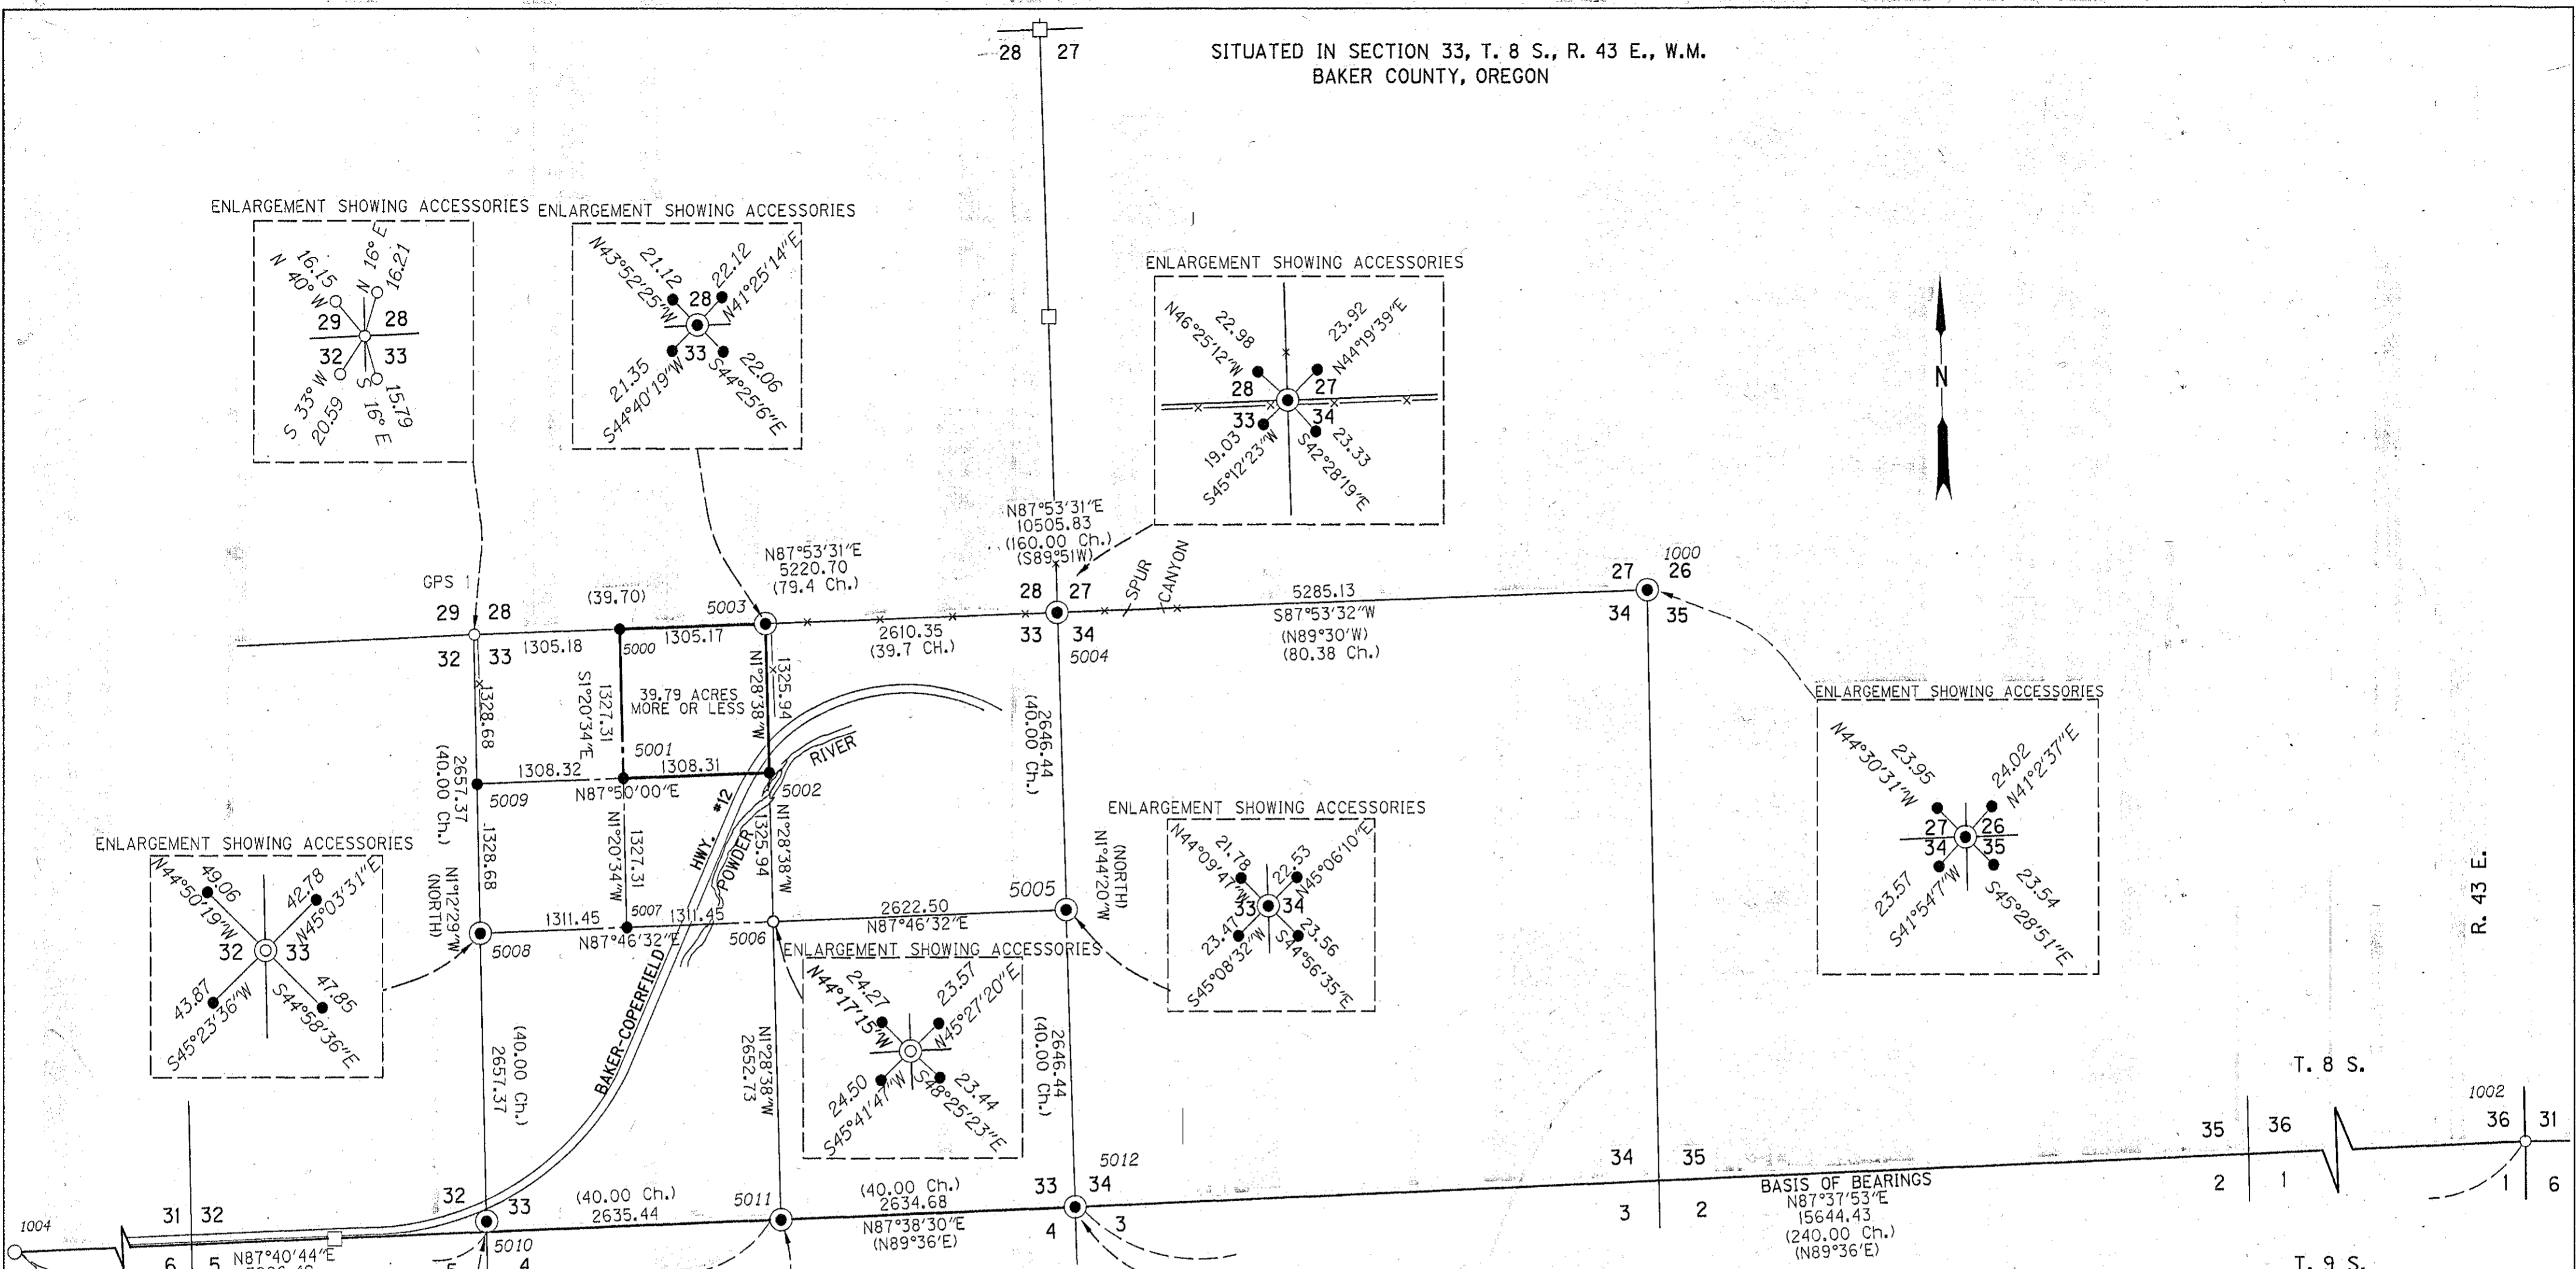 28 27
SITUATED IN SECTION 33, T. 8 S., R. 43 E., W.M.
BAKER COUNTY, OREGON
ENLARGEMENT SHOWING ACCESSORIES
16.15
N 40° W
N 16° E
16.21
29 28
32 33
S 33° W
20.59
S 16° E
15.79
ENLARGEMENT SHOWING ACCESSORIES
21.12
N43°52'25"W
22.12
N41°25'14"E
28
33
21.35
S44°40'19"W
22.06
S44°25'6"E
ENLARGEMENT SHOWING ACCESSORIES
22.98
N46°25'12"W
23.92
N44°19'39"E
28 27
33 34
19.03
S45°12'23"W
23.33
S42°28'19"E
N
N87°53'31"E
10505.83
(160.00 Ch.)
(S89°51W)
SPUR
CANYON
N87°53'31"E
5220.70
(79.4 Ch.)
GPS 1
29 28
32 33
(39.70)
5003
1305.18
5000
1305.17
2610.35
(39.7 CH.)
28 27
33 34
5004
5285.13
S87°53'32"W
(N89°30'W)
(80.38 Ch.)
1000
27 26
34 35
1328.68
S1°20'34"E
1327.31
39.79 ACRES
MORE OR LESS
N1°28'38"W
1325.94
2657.37
(40.00 Ch.)
5001
1308.32
1308.31
N87°50'00"E
5009
5002
RIVER
POWDER
HWY. #12
BAKER-COPERFIELD
2646.44
(40.00 Ch.)
ENLARGEMENT SHOWING ACCESSORIES
23.95
N44°30'31"W
24.02
N41°2'37"E
27 26
34 35
23.57
S41°54'7"W
23.54
S45°28'51"E
R. 43 E.
ENLARGEMENT SHOWING ACCESSORIES
49.06
N44°50'19"W
42.78
N45°03'31"E
32 33
43.87
S45°23'36"W
47.85
S44°58'36"E
1328.68
N1°12'29"W
(NORTH)
N1°20'34"W
1327.31
1325.94
N1°28'38"W
ENLARGEMENT SHOWING ACCESSORIES
21.78
N44°09'47"W
22.53
N45°06'10"E
33 34
23.47
S45°08'32"W
23.56
S44°56'35"E
(NORTH)
N1°44'20"W
5008
1311.45
5007
1311.45
N87°46'32"E
5006
2622.50
N87°46'32"E
5005
ENLARGEMENT SHOWING ACCESSORIES
24.27
N44°17'15"W
23.57
N45°27'20"E
24.50
S45°41'47"W
23.44
S48°25'23"E
(40.00 Ch.)
2657.37
N1°28'38"W
2652.73
2646.44
(40.00 Ch.)
T. 8 S.
1004
31 32
6 5
N87°40'44"E
32 33
5010
5 4
(40.00 Ch.)
2635.44
5011
(40.00 Ch.)
2634.68
N87°38'30"E
(N89°36'E)
5012
33 34
4 3
34 35
3 2
BASIS OF BEARINGS
N87°37'53"E
15644.43
(240.00 Ch.)
(N89°36'E)
35 36
2 1
1002
36 31
1 6
T. 9 S.